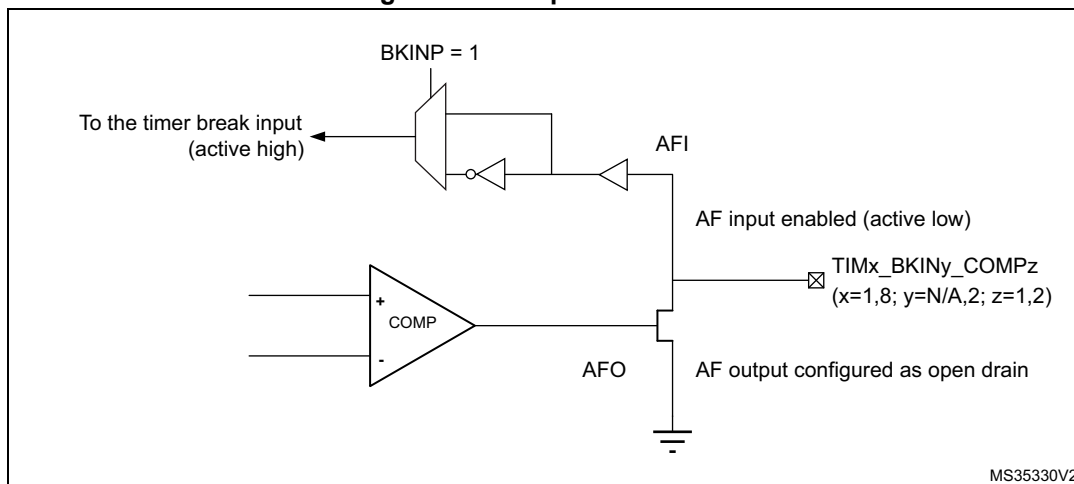 BKINP = 1
To the timer break input
(active high)
AFI
AF input enabled (active low)
TIMx_BKINy_COMPz
(x=1,8; y=N/A,2; z=1,2)
+
COMP
-
AFO
AF output configured as open drain
MS35330V2